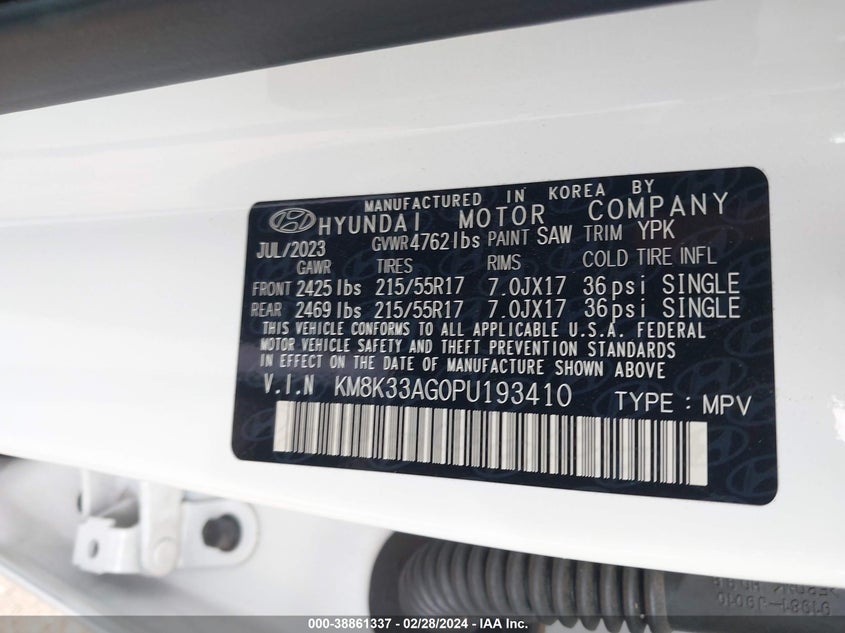 MANUFACTURED IN KOREA BY
HYUNDAI MOTOR COMPANY
JUL/2023 GVWR 4762 lbs PAINT SAW TRIM YPK
GAWR TIRES RIMS COLD TIRE INFL
FRONT 2425 lbs 215/55R17 7.0JX17 36psi SINGLE
REAR 2469 lbs 215/55R17 7.0JX17 36psi SINGLE
THIS VEHICLE CONFORMS TO ALL APPLICABLE U.S.A. FEDERAL
MOTOR VEHICLE SAFETY AND THEFT PREVENTION STANDARDS
IN EFFECT ON THE DATE OF MANUFACTURE SHOWN ABOVE
V.I.N KM8K33AG0PU193410 TYPE : MPV
91981-J9010
000-38861337 - 02/28/2024 - IAA Inc.